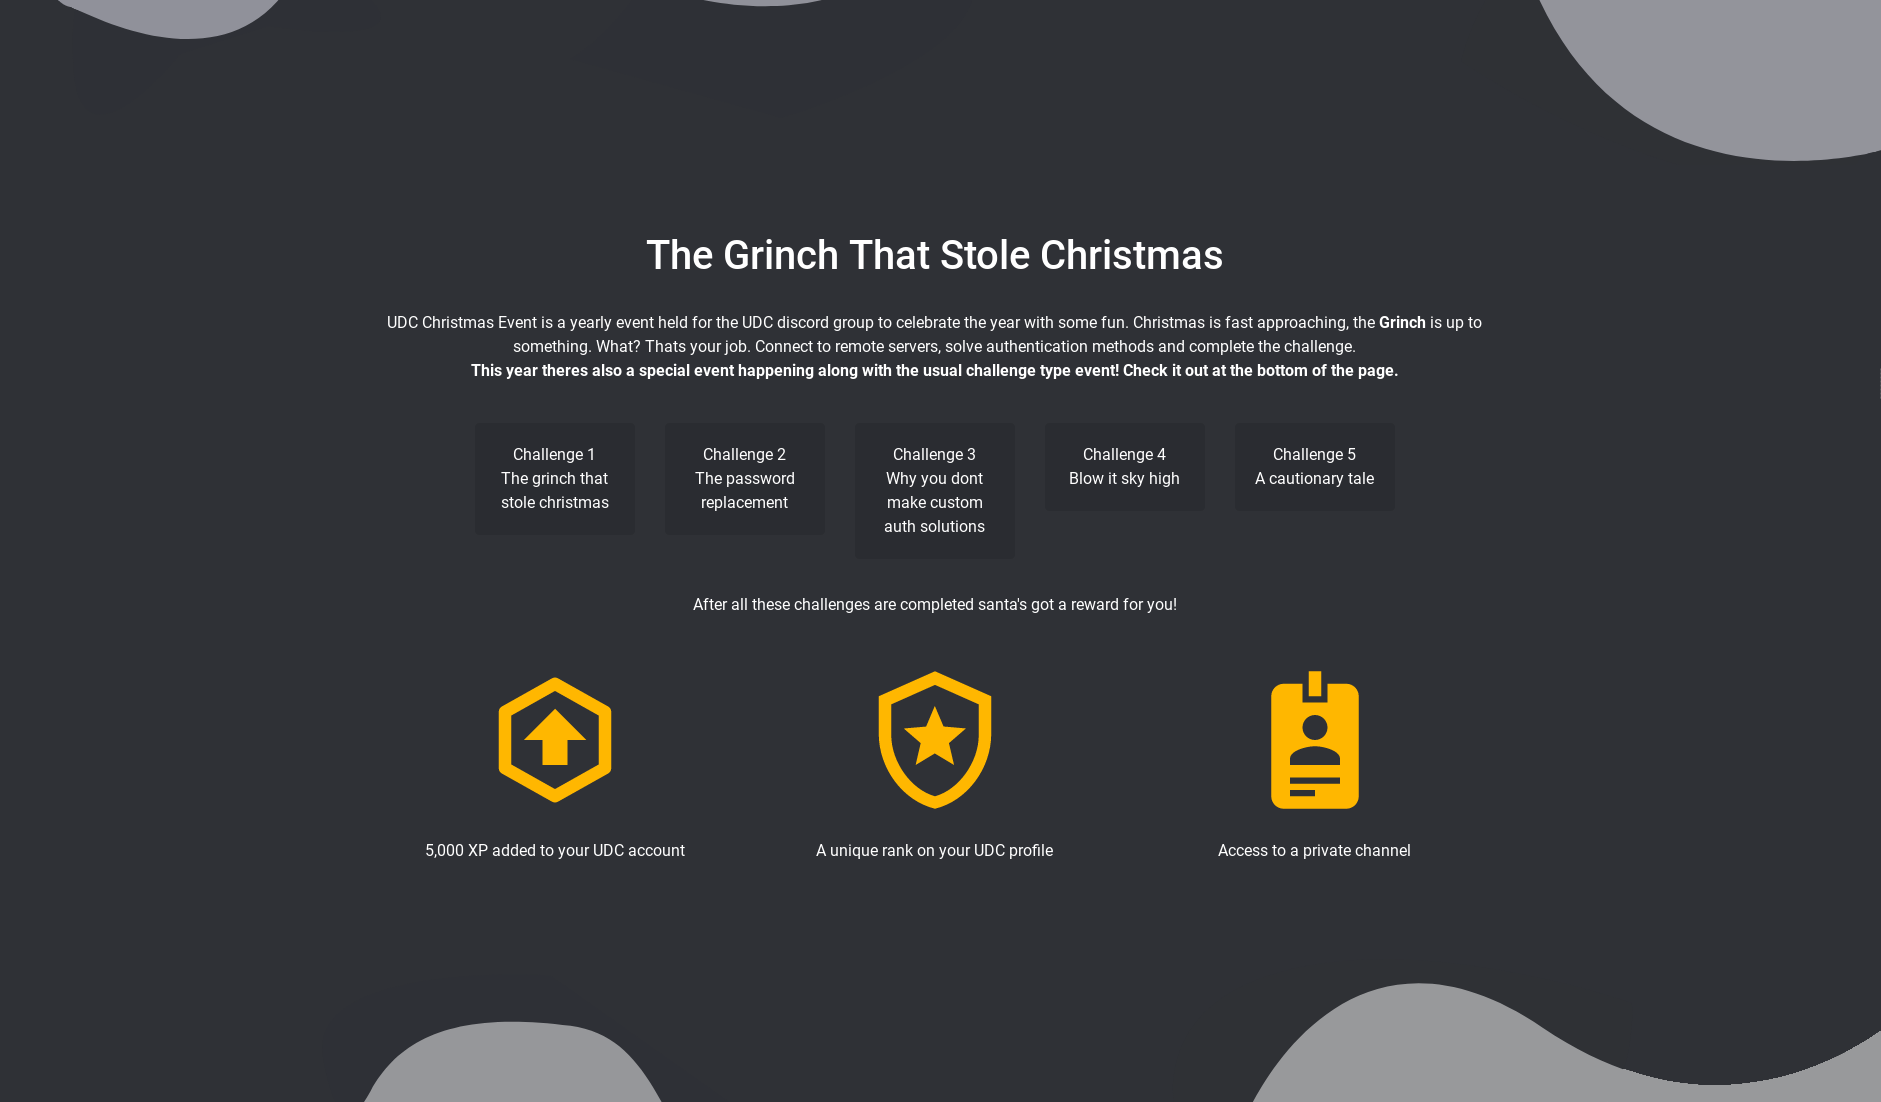 The Grinch That Stole Christmas
UDC Christmas Event is a yearly event held for the UDC discord group to celebrate the year with some fun. Christmas is fast approaching, the Grinch is up to
something. What? Thats your job. Connect to remote servers, solve authentication methods and complete the challenge.
This year theres also a special event happening along with the usual challenge type event! Check it out at the bottom of the page.
Challenge 1
The grinch that
stole christmas
Challenge 2
The password
replacement
Challenge 3
Why you dont
make custom
auth solutions
Challenge 4
Blow it sky high
Challenge 5
A cautionary tale
After all these challenges are completed santa's got a reward for you!
5,000 XP added to your UDC account
A unique rank on your UDC profile
Access to a private channel